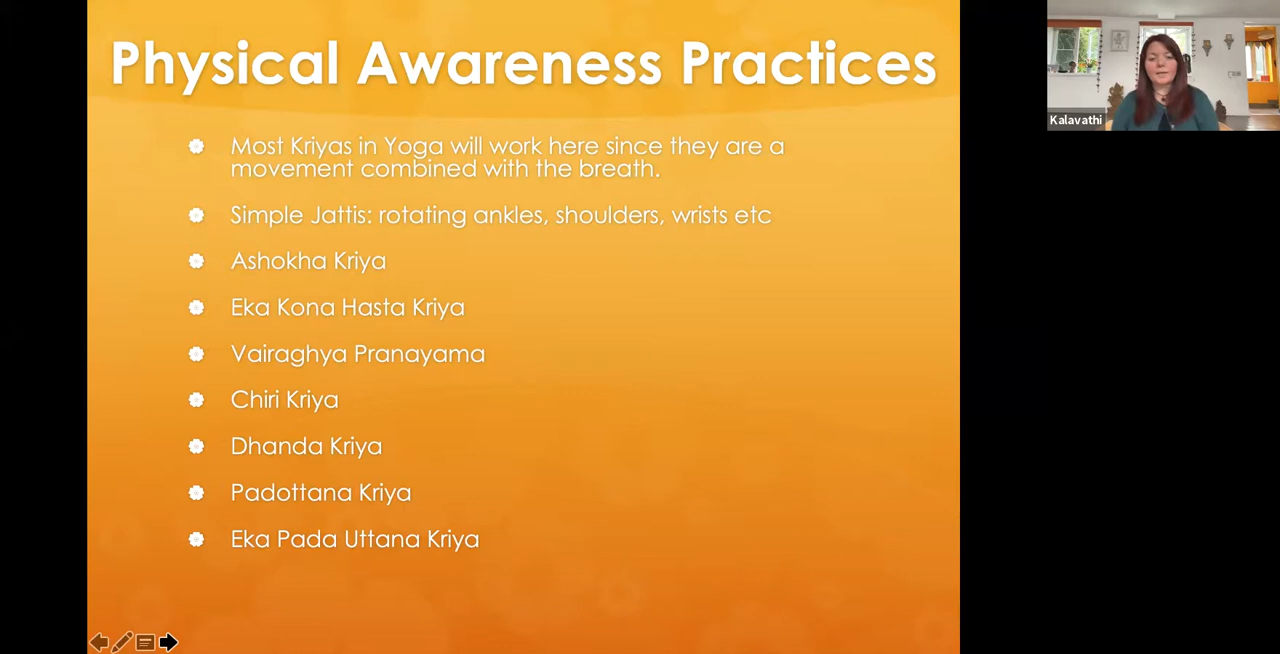 Physical Awareness Practices
Most Kriyas in Yoga will work here since they are a
movement combined with the breath.
Simple Jattis: rotating ankles, shoulders, wrists etc
Ashokha Kriya
Eka Kona Hasta Kriya
Vairaghya Pranayama
Chiri Kriya
Dhanda Kriya
Padottana Kriya
Eka Pada Uttana Kriya
Kalavathi